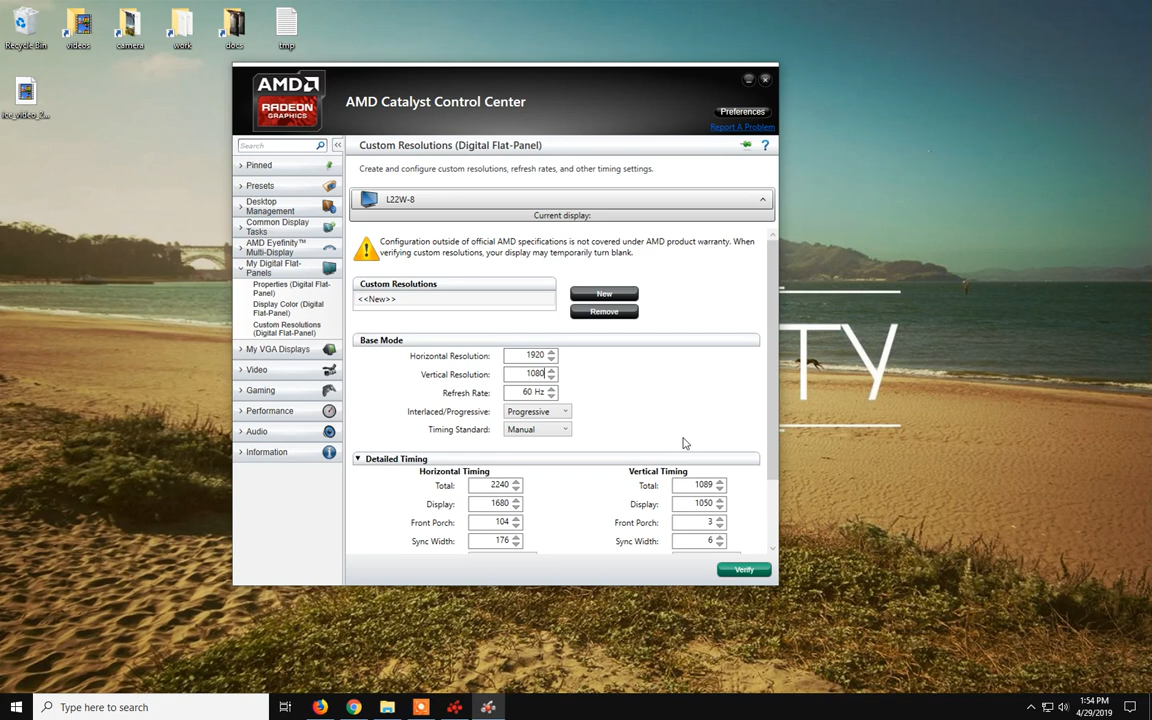 Recycle Bin
videos
camera
work
docs
tmp
AMD
RADEON
GRAPHICS
AMD Catalyst Control Center
Preferences
Report A Problem
Search
Custom Resolutions (Digital Flat-Panel)
?
Pinned
Presets
Desktop
Management
Common Display
Tasks
AMD Eyefinity™
Multi-Display
My Digital Flat-
Panels
Properties (Digital Flat-
Panel)
Display Color (Digital
Flat-Panel)
Custom Resolutions
(Digital Flat-Panel)
My VGA Displays
Video
Gaming
Performance
Audio
Information
Create and configure custom resolutions, refresh rates, and other timing settings.
L22W-8
Current display:
Configuration outside of official AMD specifications is not covered under AMD product warranty. When
verifying custom resolutions, your display may temporarily turn blank.
Custom Resolutions
<<New>>
New
Remove
Base Mode
Horizontal Resolution: 1920
Vertical Resolution: 1080
Refresh Rate: 60 Hz
Interlaced/Progressive: Progressive
Timing Standard: Manual
Detailed Timing
Horizontal Timing Vertical Timing
Total: 2240 Total: 1089
Display: 1680 Display: 1050
Front Porch: 104 Front Porch: 3
Sync Width: 176 Sync Width: 6
Verify
TY
Type here to search
1:54 PM
4/29/2019